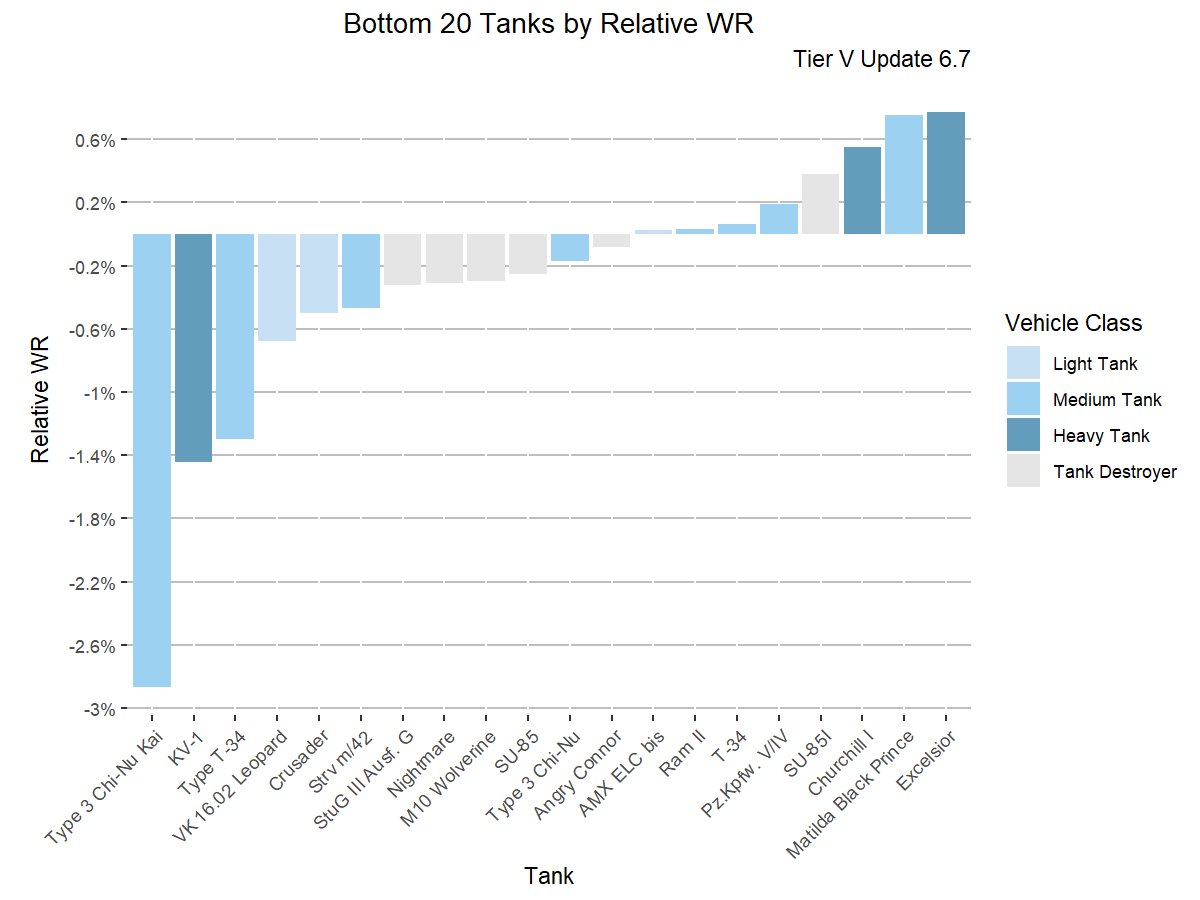 Bottom 20 Tanks by Relative WR
Tier V Update 6.7
0.6%
0.2%
-0.2%
-0.6%
-1%
-1.4%
-1.8%
-2.2%
-2.6%
-3%
Relative WR
Type 3 Chi-Nu Kai
KV-1
Type T-34
VK 16.02 Leopard
Crusader
Strv m/42
StuG III Ausf. G
Nightmare
M10 Wolverine
SU-85
Type 3 Chi-Nu
Angry Connor
AMX ELC bis
Ram II
T-34
Pz.Kpfw. V/IV
SU-85I
Churchill I
Matilda Black Prince
Excelsior
Tank
Vehicle Class
Light Tank
Medium Tank
Heavy Tank
Tank Destroyer